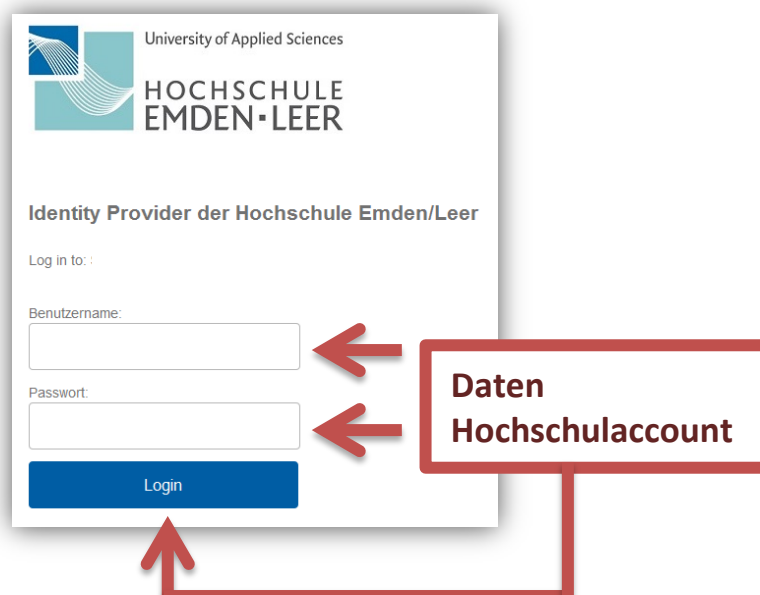 University of Applied Sciences
HOCHSCHULE
EMDEN▪LEER
Identity Provider der Hochschule Emden/Leer
Log in to:
Benutzername:
Passwort:
Login
Daten
Hochschulaccount